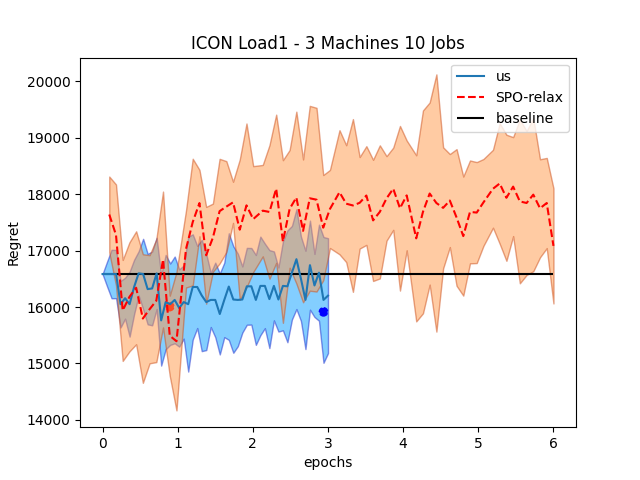 ICON Load1 - 3 Machines 10 Jobs
us
SPO-relax
baseline
Regret
20000
19000
18000
17000
16000
15000
14000
0 1 2 3 4 5 6
epochs